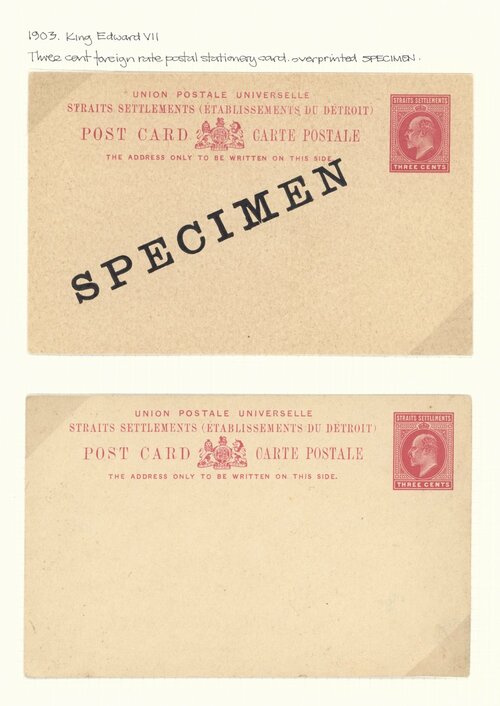 1903. King Edward VII
Three cent foreign rate postal stationery card. overprinted SPECIMEN.
UNION POSTALE UNIVERSELLE
STRAITS SETTLEMENTS (ETABLISSEMENTS DU DÉTROIT)
POST CARD CARTE POSTALE
THE ADDRESS ONLY TO BE WRITTEN ON THIS SIDE.
STRAITS SETTLEMENTS
THREE CENTS
SPECIMEN
UNION POSTALE UNIVERSELLE
STRAITS SETTLEMENTS (ETABLISSEMENTS DU DÉTROIT)
POST CARD CARTE POSTALE
THE ADDRESS ONLY TO BE WRITTEN ON THIS SIDE.
STRAITS SETTLEMENTS
THREE CENTS